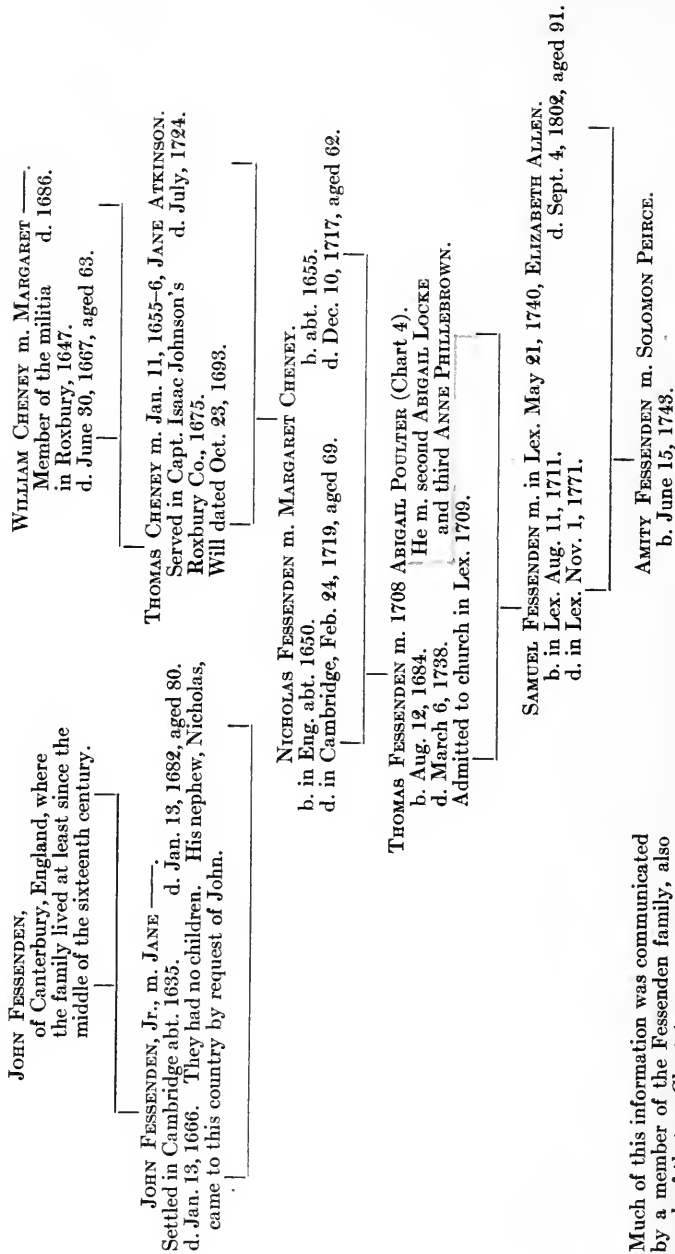 JOHN FESSENDEN,
of Canterbury, England, where
the family lived at least since the
middle of the sixteenth century.
WILLIAM CHENEY m. MARGARET ——.
Member of the militia d. 1686.
in Roxbury, 1647.
d. June 30, 1667, aged 63.
JOHN FESSENDEN, Jr., m. JANE ——.
Settled in Cambridge abt. 1635. d. Jan. 13, 1682, aged 80.
d. Jan. 13, 1666. They had no children. His nephew, Nicholas,
came to this country by request of John.
THOMAS CHENEY m. Jan. 11, 1655-6, JANE ATKINSON.
Served in Capt. Isaac Johnson's d. July, 1724.
Roxbury Co., 1675.
Will dated Oct. 23, 1693.
NICHOLAS FESSENDEN m. MARGARET CHENEY.
b. in Eng. abt. 1650. b. abt. 1655.
d. in Cambridge, Feb. 24, 1719, aged 69. d. Dec. 10, 1717, aged 62.
THOMAS FESSENDEN m. 1708 ABIGAIL POULTER (Chart 4).
b. Aug. 12, 1684. He m. second ABIGAIL LOCKE
d. March 6, 1738. and third ANNE PHILLEBROWN.
Admitted to church in Lex. 1709.
SAMUEL FESSENDEN m. in Lex. May 21, 1740, ELIZABETH ALLEN.
b. in Lex. Aug. 11, 1711. d. Sept. 4, 1802, aged 91.
d. in Lex. Nov. 1, 1771.
AMITY FESSENDEN m. SOLOMON PEIRCE.
b. June 15, 1743.
Much of this information was communicated
by a member of the Fessenden family, also